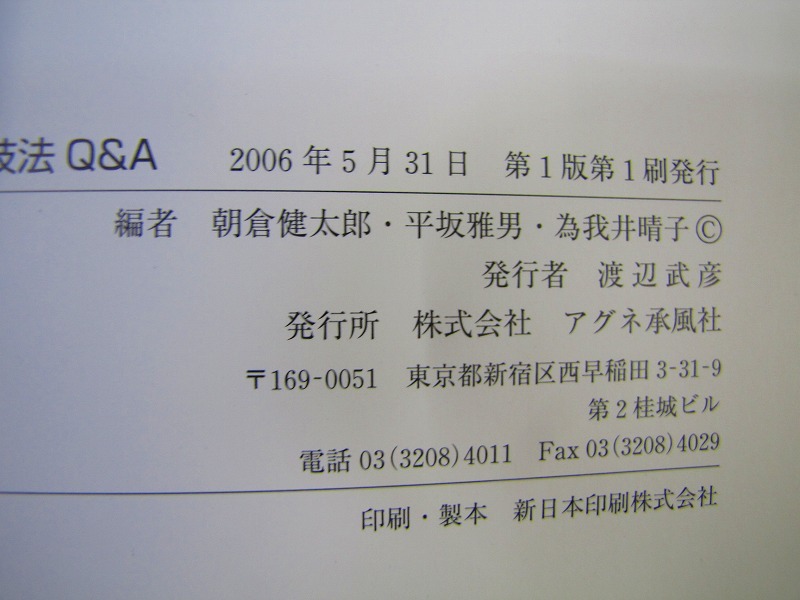 技法 Q&A 2006年5月31日 第1版第1刷発行
編者 朝倉健太郎・平坂雅男・為我井晴子©
発行者 渡辺武彦
発行所 株式会社 アグネ承風社
〒169-0051 東京都新宿区西早稲田3-31-9
第2桂城ビル
電話 03(3208)4011 Fax 03(3208)4029
印刷・製本 新日本印刷株式会社